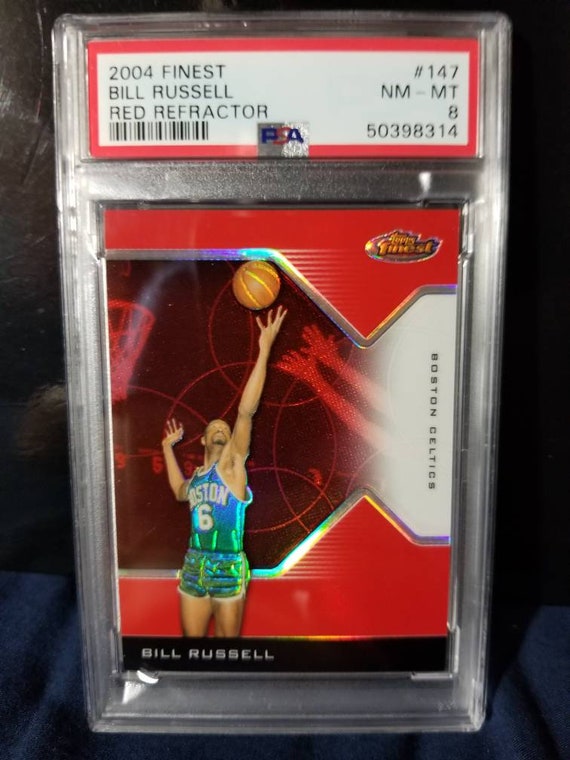 2004 FINEST #147
BILL RUSSELL NM - MT
RED REFRACTOR 8
PSA 50398314
Topps
Finest
BOSTON CELTICS
BOSTON
6
BILL RUSSELL